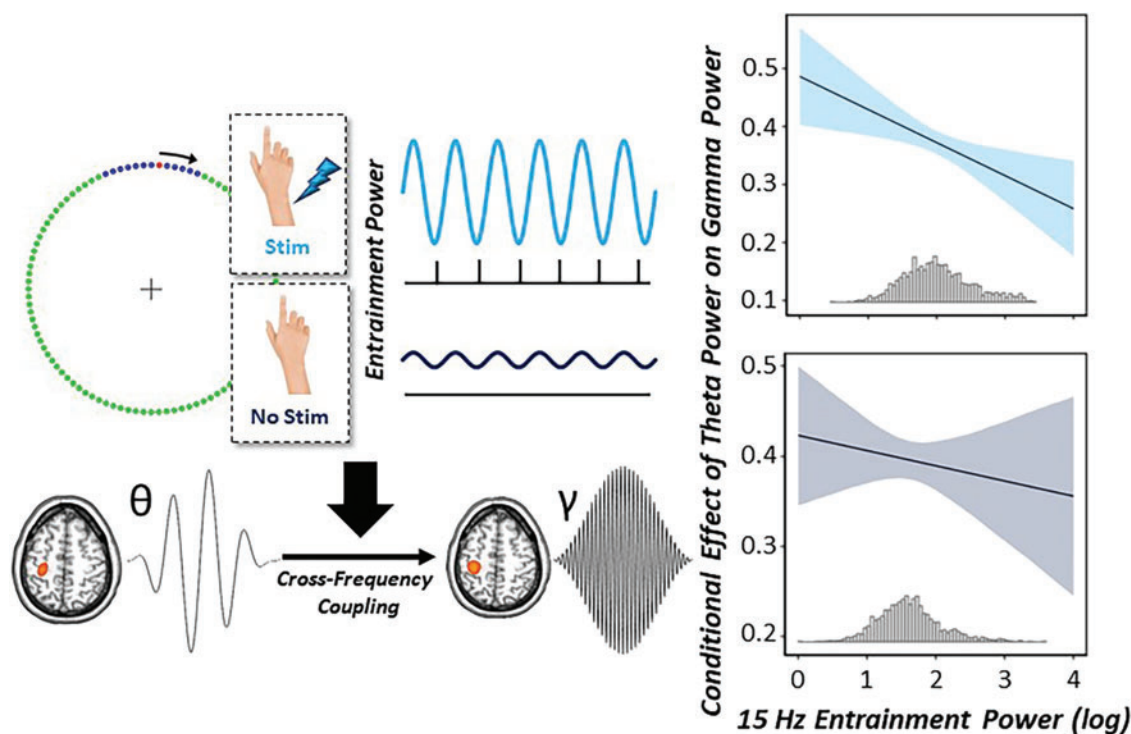 Stim
No Stim
Entrainment Power
θ
Cross-Frequency
Coupling
γ
Conditional Effect of Theta Power on Gamma Power
0.5
0.4
0.3
0.2
0.1
0.5
0.4
0.3
0.2
0 1 2 3 4
15 Hz Entrainment Power (log)